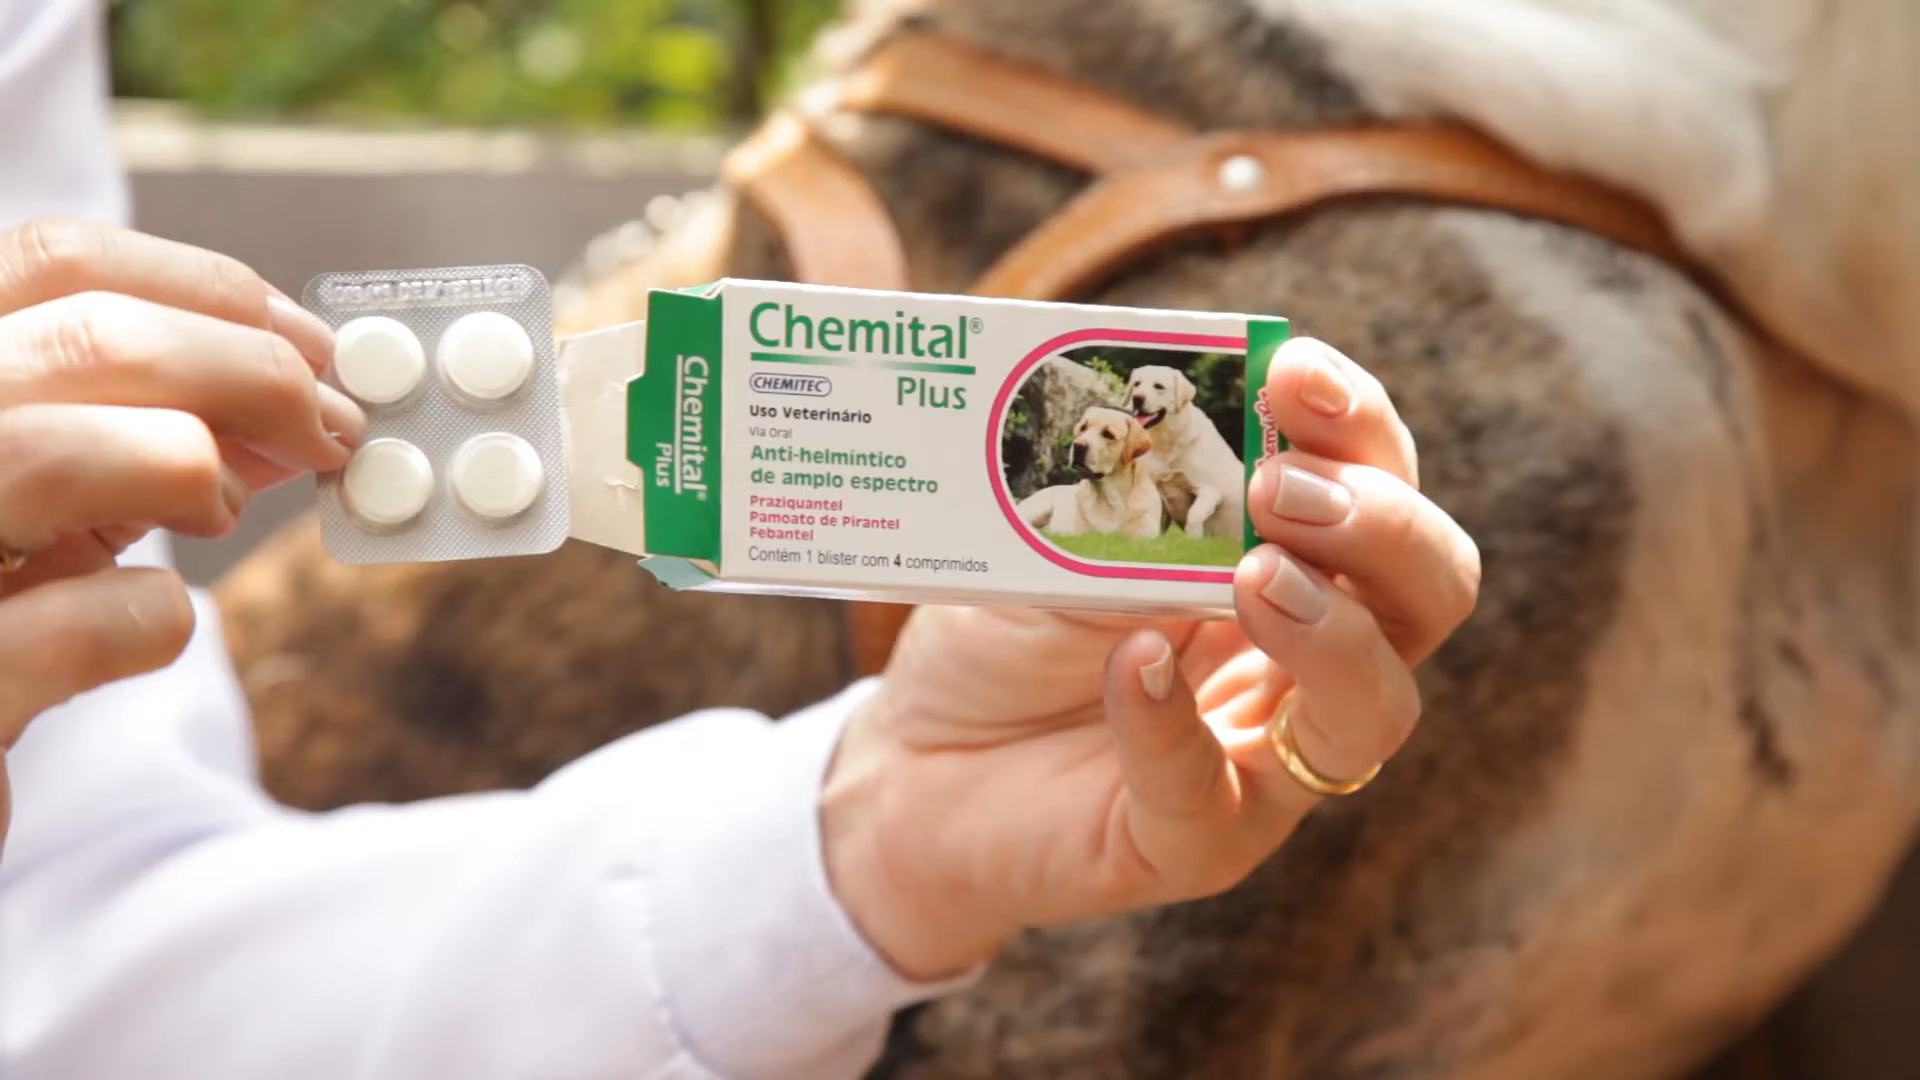 Chemital®
Plus
CHEMITEC
Uso Veterinário
Via Oral
Anti-helmíntico
de amplo espectro
Praziquantel
Pamoato de Pirantel
Febantel
Contém 1 blister com 4 comprimidos
Chemital®
Plus